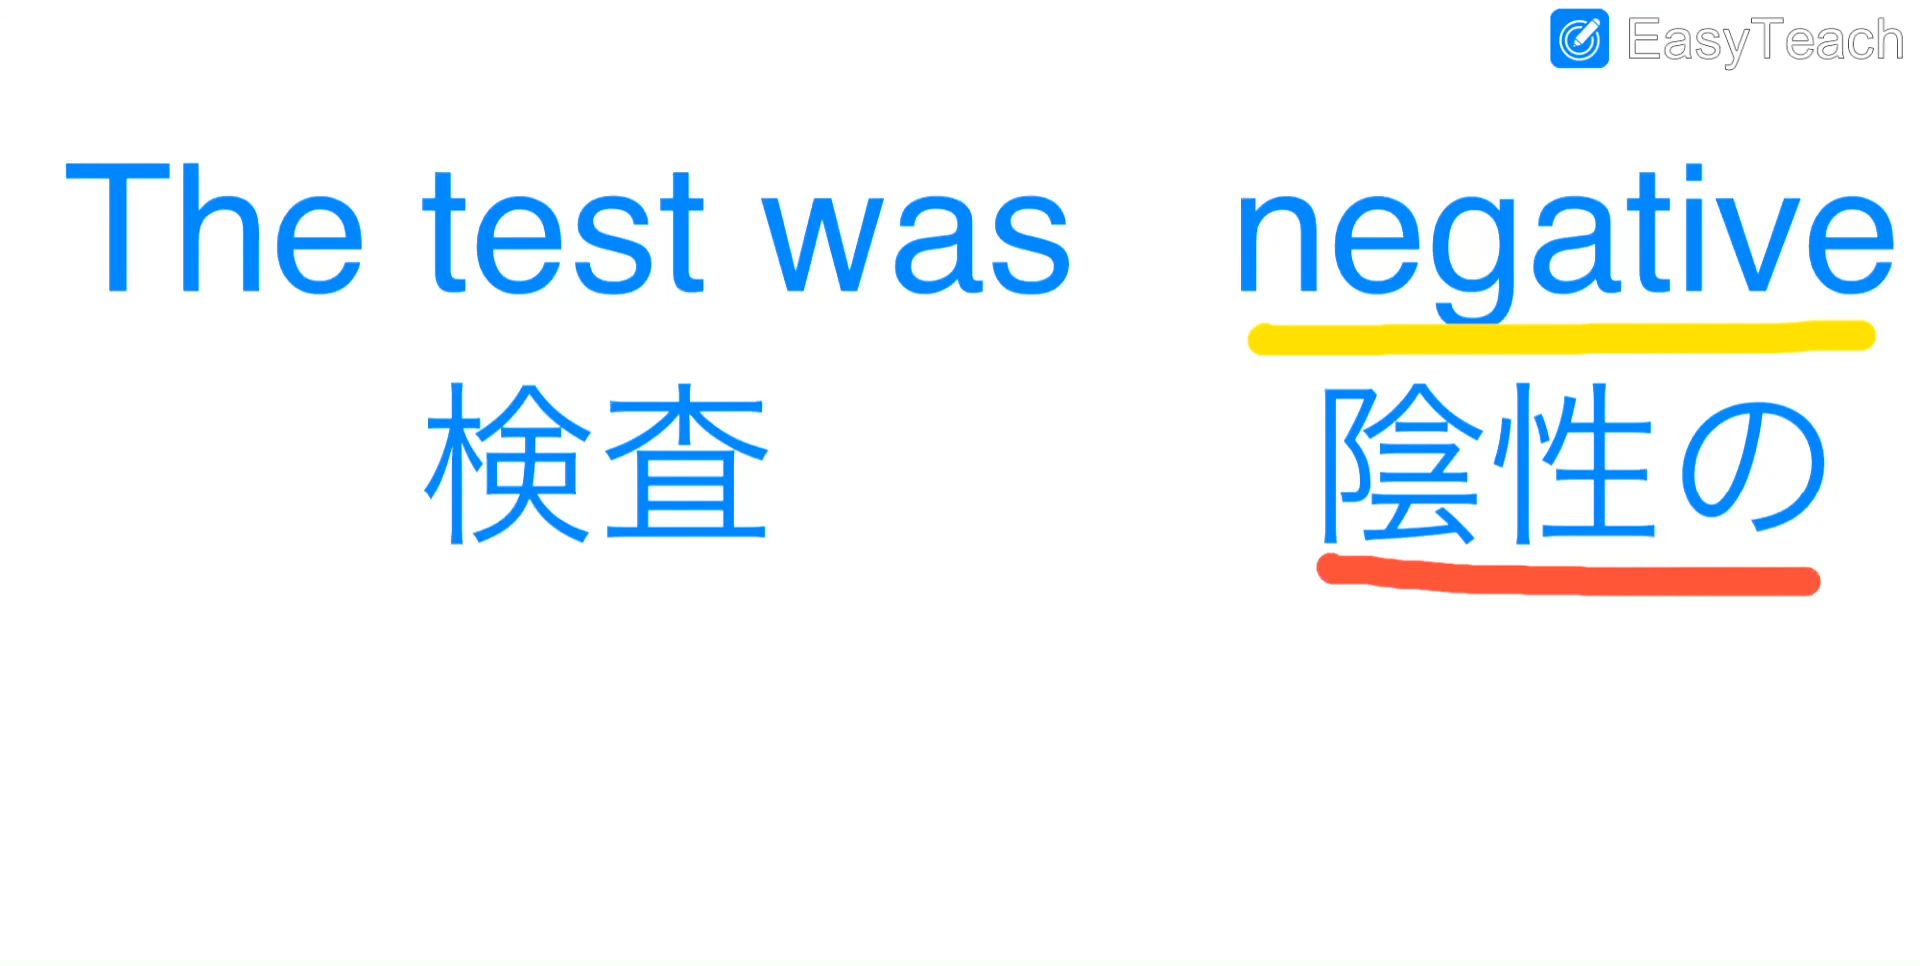 EasyTeach
The test was negative
検査 陰性の